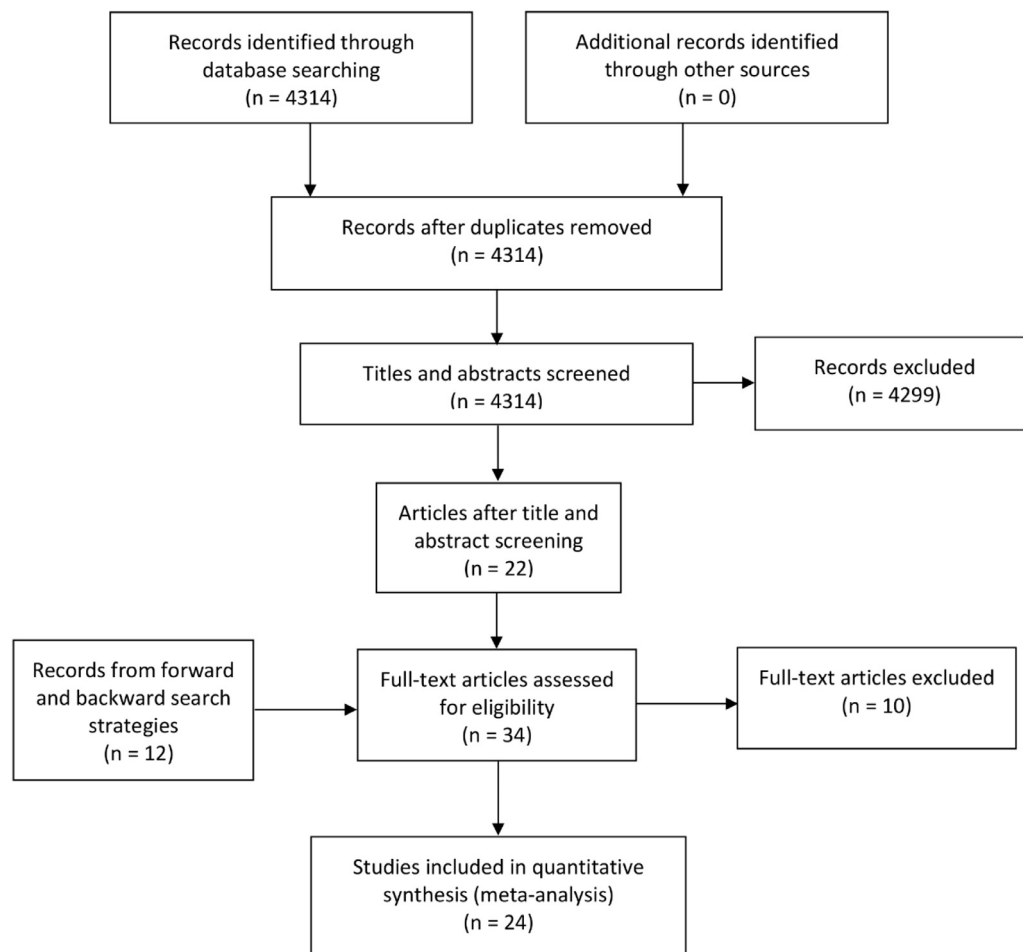 Records identified through
database searching
(n = 4314)
Additional records identified
through other sources
(n = 0)
Records after duplicates removed
(n = 4314)
Titles and abstracts screened
(n = 4314)
Records excluded
(n = 4299)
Articles after title and
abstract screening
(n = 22)
Records from forward
and backward search
strategies
(n = 12)
Full-text articles assessed
for eligibility
(n = 34)
Full-text articles excluded
(n = 10)
Studies included in quantitative
synthesis (meta-analysis)
(n = 24)